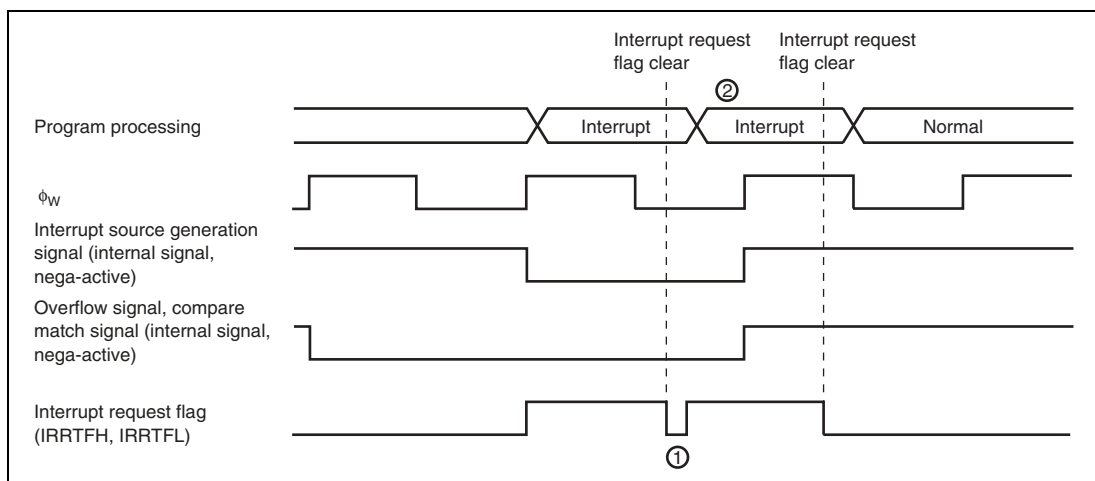 Interrupt request
flag clear
Interrupt request
flag clear
②
Program processing
Interrupt
Interrupt
Normal
ϕW
Interrupt source generation
signal (internal signal,
nega-active)
Overflow signal, compare
match signal (internal signal,
nega-active)
Interrupt request flag
(IRRTFH, IRRTFL)
①